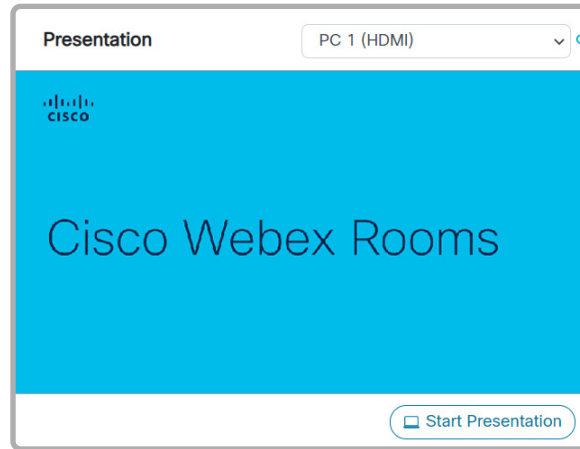 Presentation
PC 1 (HDMI)
CISCO
Cisco Webex Rooms
Start Presentation